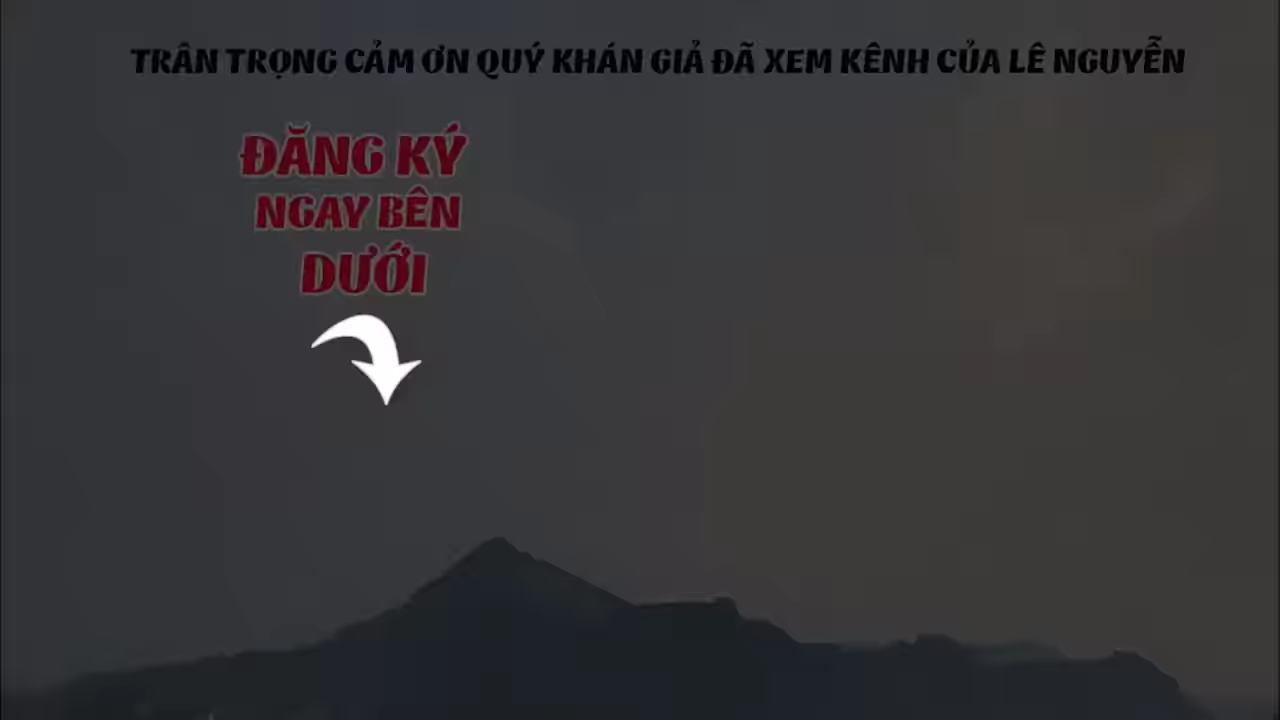 TRÂN TRỌNG CẢM ƠN QUÝ KHÁN GIẢ ĐÃ XEM KÊNH CỦA LÊ NGUYỄN
ĐĂNG KÝ
NGAY BÊN
DƯỚI